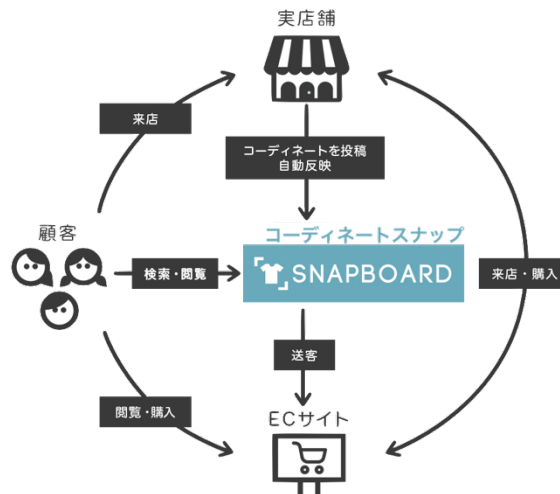 実店舗
来店
コーディネートを投稿
自動反映
顧客
コーディネートスナップ
検索・閲覧
SNAPBOARD
来店・購入
送客
閲覧・購入
ECサイト